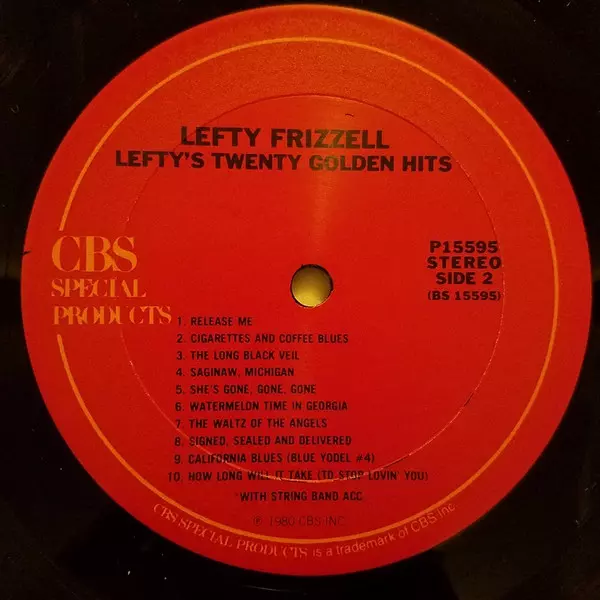 LEFTY FRIZZELL
LEFTY'S TWENTY GOLDEN HITS
CBS
SPECIAL
PRODUCTS
P15595
STEREO
SIDE 2
(BS 15595)
1. RELEASE ME
2. CIGARETTES AND COFFEE BLUES
3. THE LONG BLACK VEIL
4. SAGINAW, MICHIGAN
5. SHE'S GONE, GONE, GONE
6. WATERMELON TIME IN GEORGIA
7. THE WALTZ OF THE ANGELS
8. SIGNED, SEALED AND DELIVERED
9. CALIFORNIA BLUES (BLUE YODEL #4)
10. HOW LONG WILL IT TAKE (TO STOP LOVIN' YOU)
*WITH STRING BAND ACC.
℗ 1980 CBS INC.
CBS SPECIAL PRODUCTS is a trademark of CBS Inc